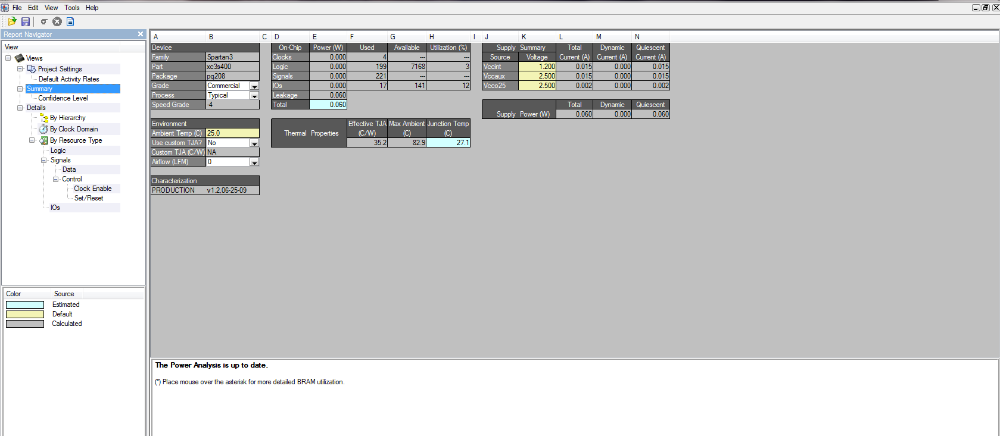 File Edit View Tools Help
Report Navigator
View
Views
Project Settings
Default Activity Rates
Summary
Confidence Level
Details
By Hierarchy
By Clock Domain
By Resource Type
Logic
Signals
Data
Control
Clock Enable
Set/Reset
IOs
Color Source
Estimated
Default
Calculated
A B C D E F G H I J K L M N
Device
Family Spartan3
Part xc3s400
Package pq208
Grade Commercial
Process Typical
Speed Grade -4
Environment
Ambient Temp (C) 25.0
Use custom TJA? No
Custom TJA (C/W) NA
Airflow (LFM) 0
Characterization
PRODUCTION v1.2,06-25-09
On-Chip Power (W) Used Available Utilization (%)
Clocks 0.000 4 --- ---
Logic 0.000 199 7168 3
Signals 0.000 221 --- ---
IOs 0.000 17 141 12
Leakage 0.060
Total 0.060
Thermal Properties
Effective TJA Max Ambient Junction Temp
(C/W) (C) (C)
35.2 82.9 27.1
Supply Summary Total Dynamic Quiescent
Source Voltage Current (A) Current (A) Current (A)
Vccint 1.200 0.015 0.000 0.015
Vccaux 2.500 0.015 0.000 0.015
Vcco25 2.500 0.002 0.000 0.002
Total Dynamic Quiescent
Supply Power (W) 0.060 0.000 0.060
The Power Analysis is up to date.
(*) Place mouse over the asterisk for more detailed BRAM utilization.